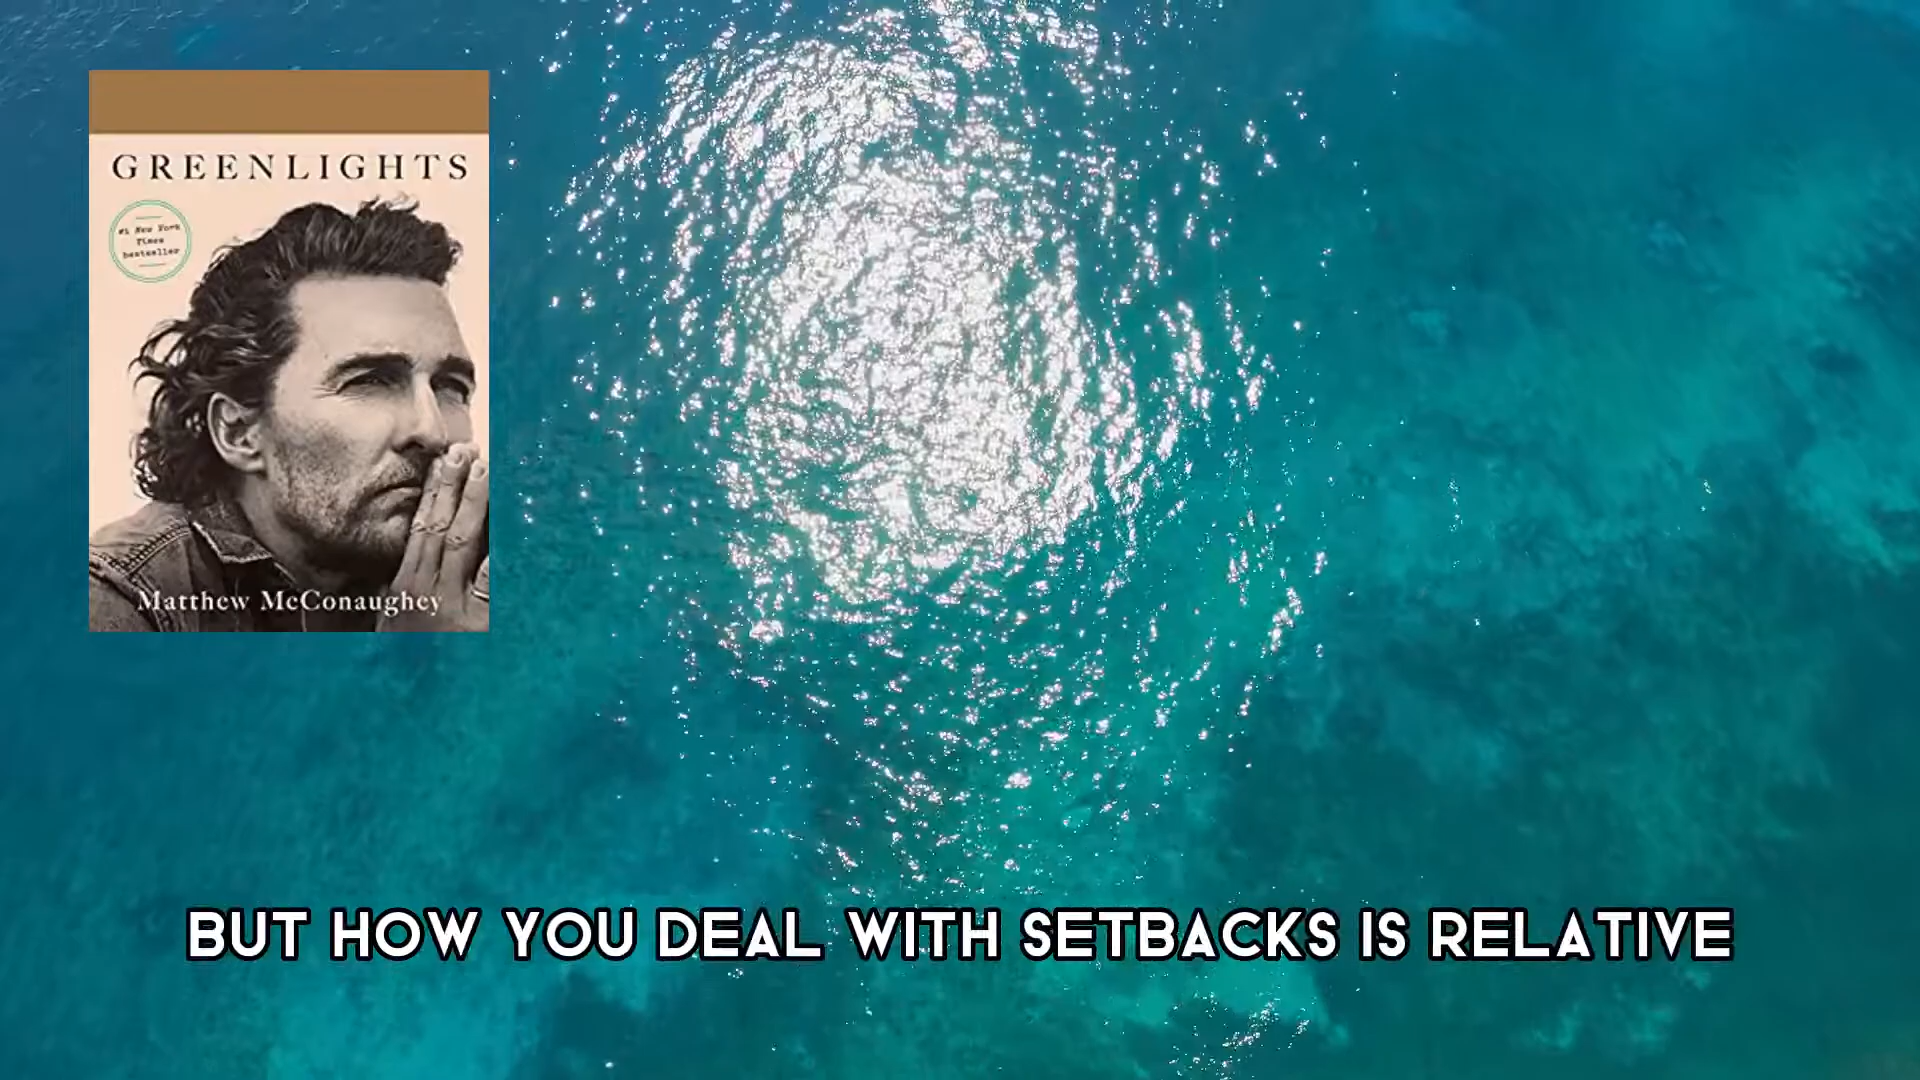 GREENLIGHTS
#1 New York
Times
bestseller
Matthew McConaughey
BUT HOW YOU DEAL WITH SETBACKS IS RELATIVE